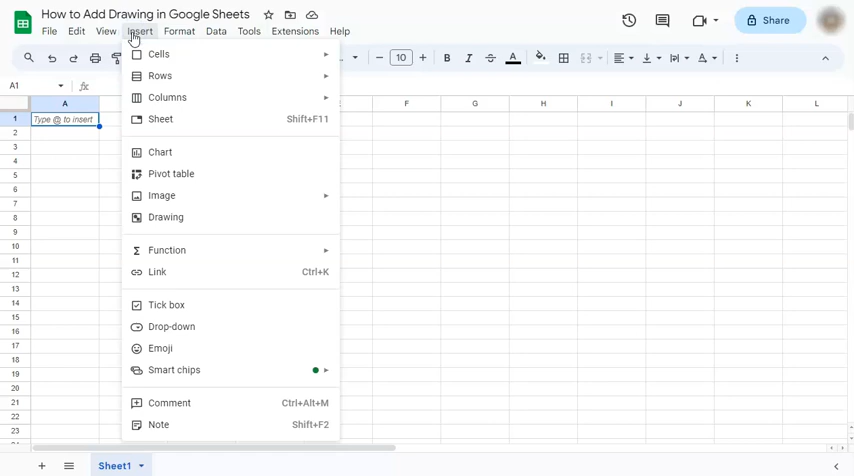 How to Add Drawing in Google Sheets
File Edit View Insert Format Data Tools Extensions Help
Share
10 B I A
A1 fx
A E F G H I J K L
Type @ to insert
1
2
3
4
5
6
7
8
9
10
11
12
13
14
15
16
17
18
19
20
21
22
23
Cells
Rows
Columns
Sheet Shift+F11
Chart
Pivot table
Image
Drawing
Function
Link Ctrl+K
Tick box
Drop-down
Emoji
Smart chips
Comment Ctrl+Alt+M
Note Shift+F2
Sheet1